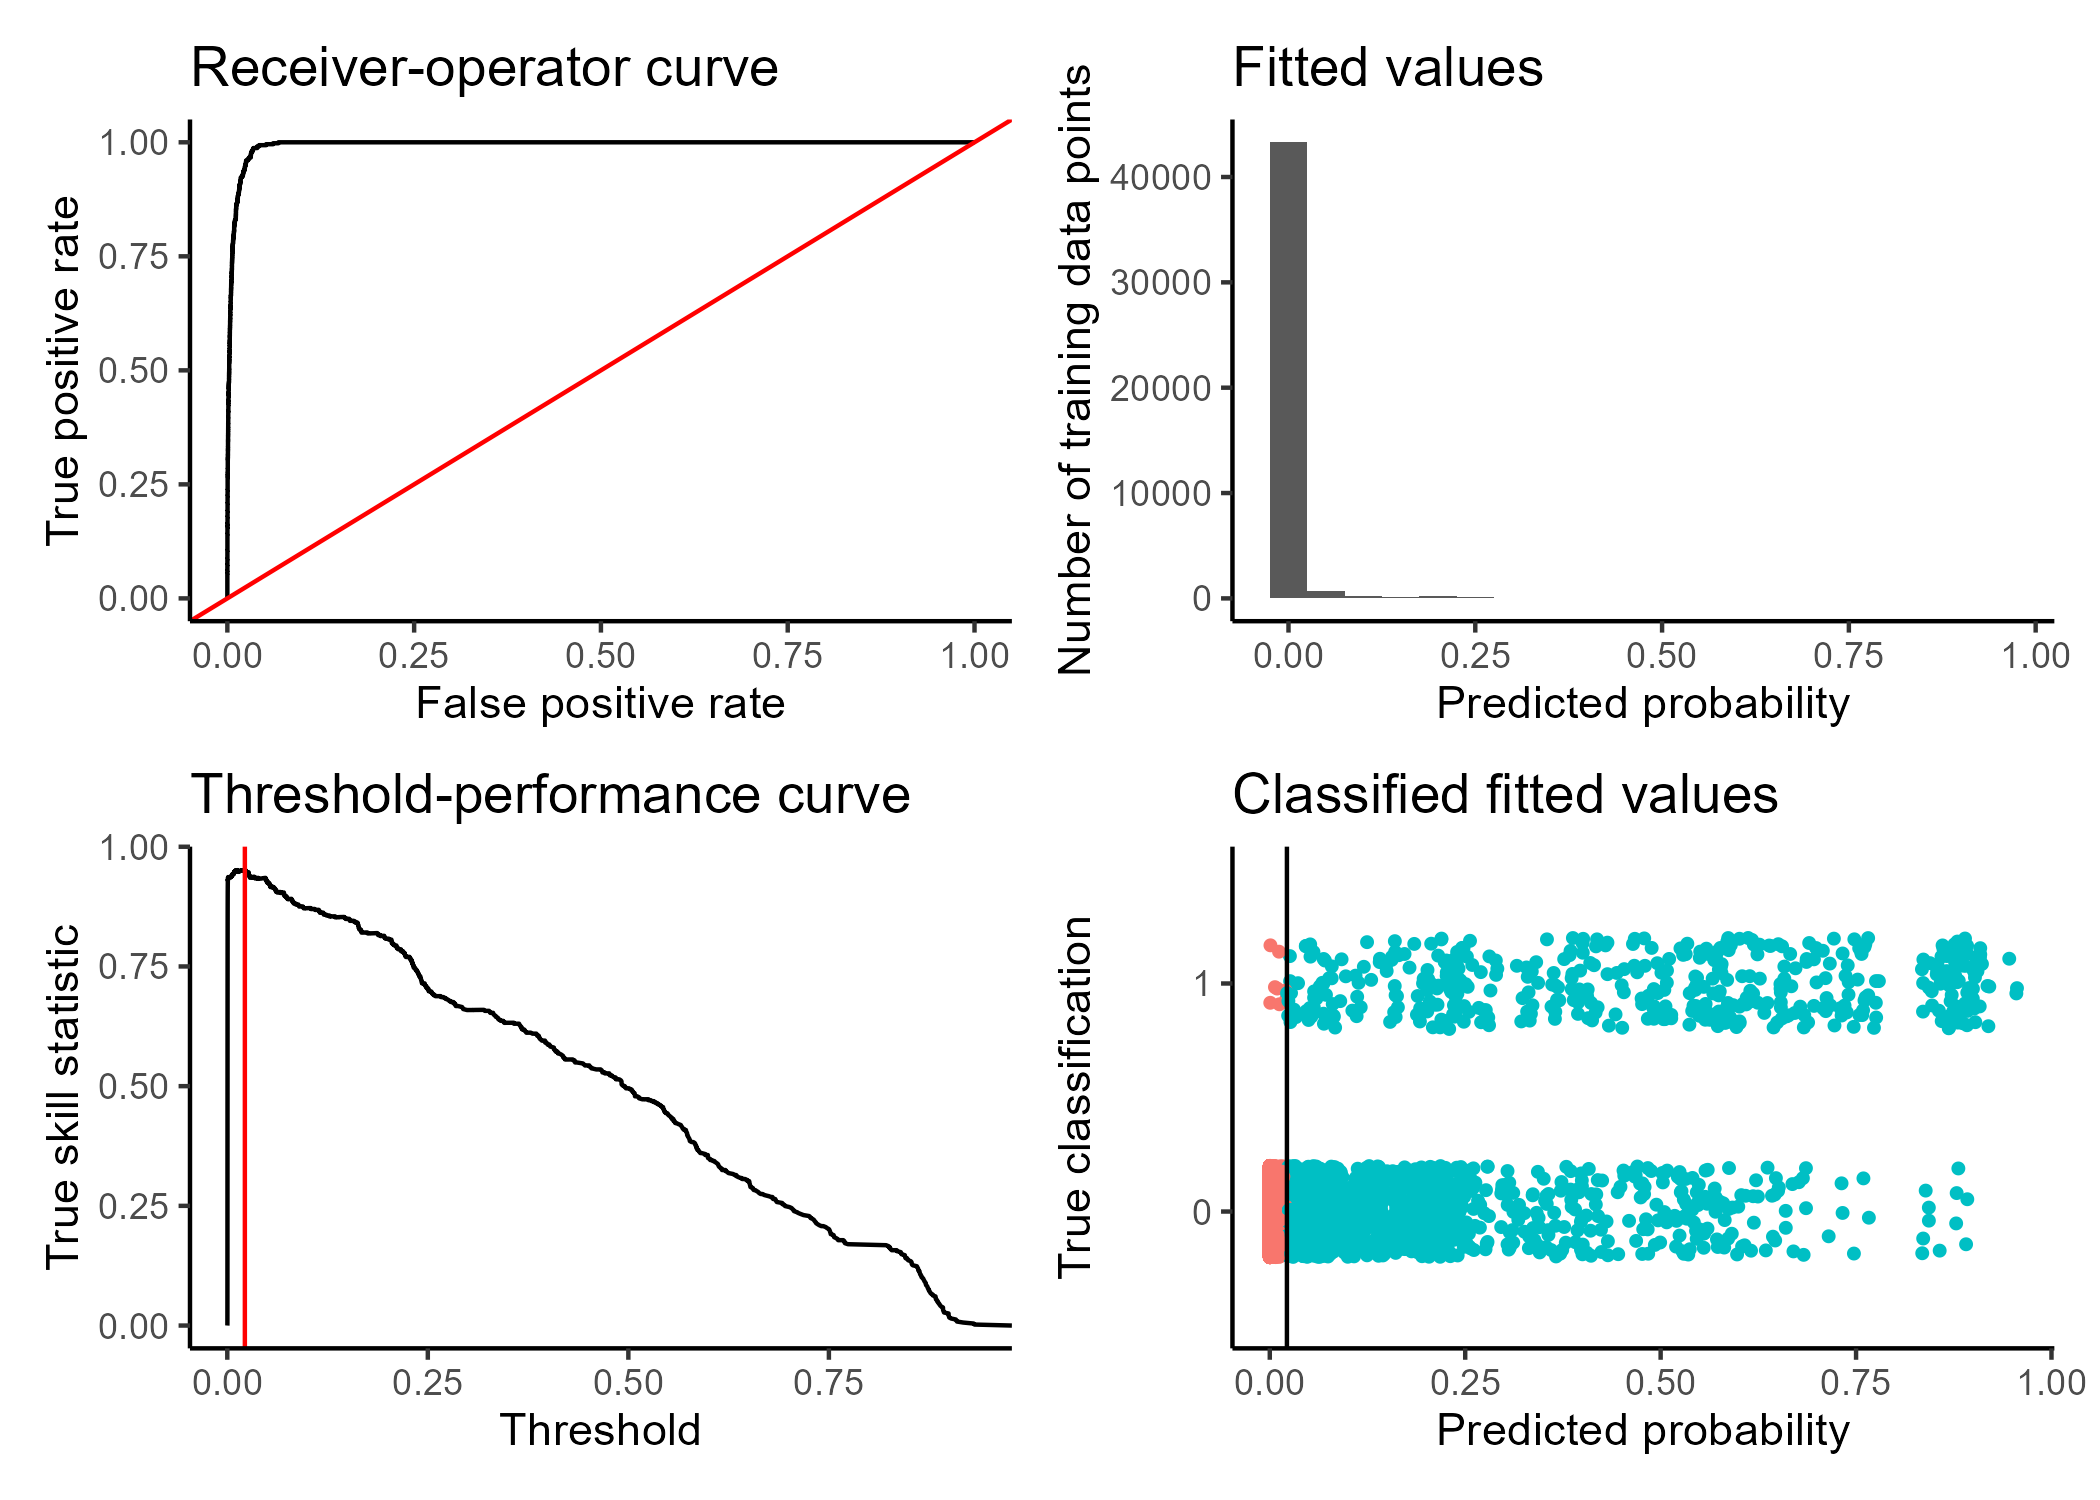 Receiver-operator curve
True positive rate
1.00
0.75
0.50
0.25
0.00
0.00 0.25 0.50 0.75 1.00
False positive rate
Fitted values
Number of training data points
40000
30000
20000
10000
0
0.00 0.25 0.50 0.75 1.00
Predicted probability
Threshold-performance curve
True skill statistic
1.00
0.75
0.50
0.25
0.00
0.00 0.25 0.50 0.75
Threshold
Classified fitted values
True classification
1
0
0.00 0.25 0.50 0.75 1.00
Predicted probability